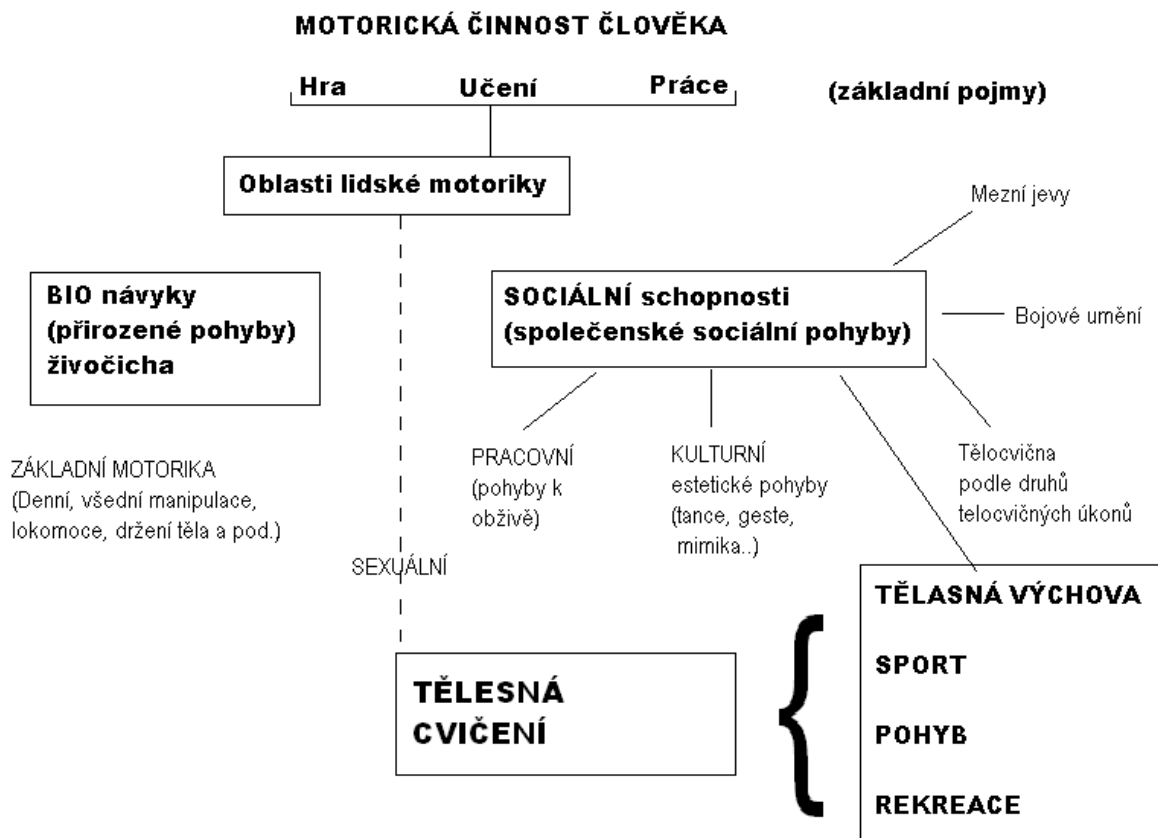 MOTORICKÁ ČINNOST ČLOVĚKA
Hra Učení Práce
(základní pojmy)
Oblasti lidské motoriky
Mezní jevy
BIO návyky
(přirozené pohyby)
živočicha
SOCIÁLNÍ schopnosti
(společenské sociální pohyby)
Bojové umění
ZÁKLADNÍ MOTORIKA
(Denní, všední manipulace,
lokomoce, držení těla a pod.)
PRACOVNÍ
(pohyby k
obživě)
KULTURNÍ
estetické pohyby
(tance, geste,
mimika..)
Tělocvična
podle druhů
telocvičných úkonů
SEXUÁLNÍ
TĚLESNÁ
CVIČENÍ
TĚLASNÁ VÝCHOVA
SPORT
POHYB
REKREACE